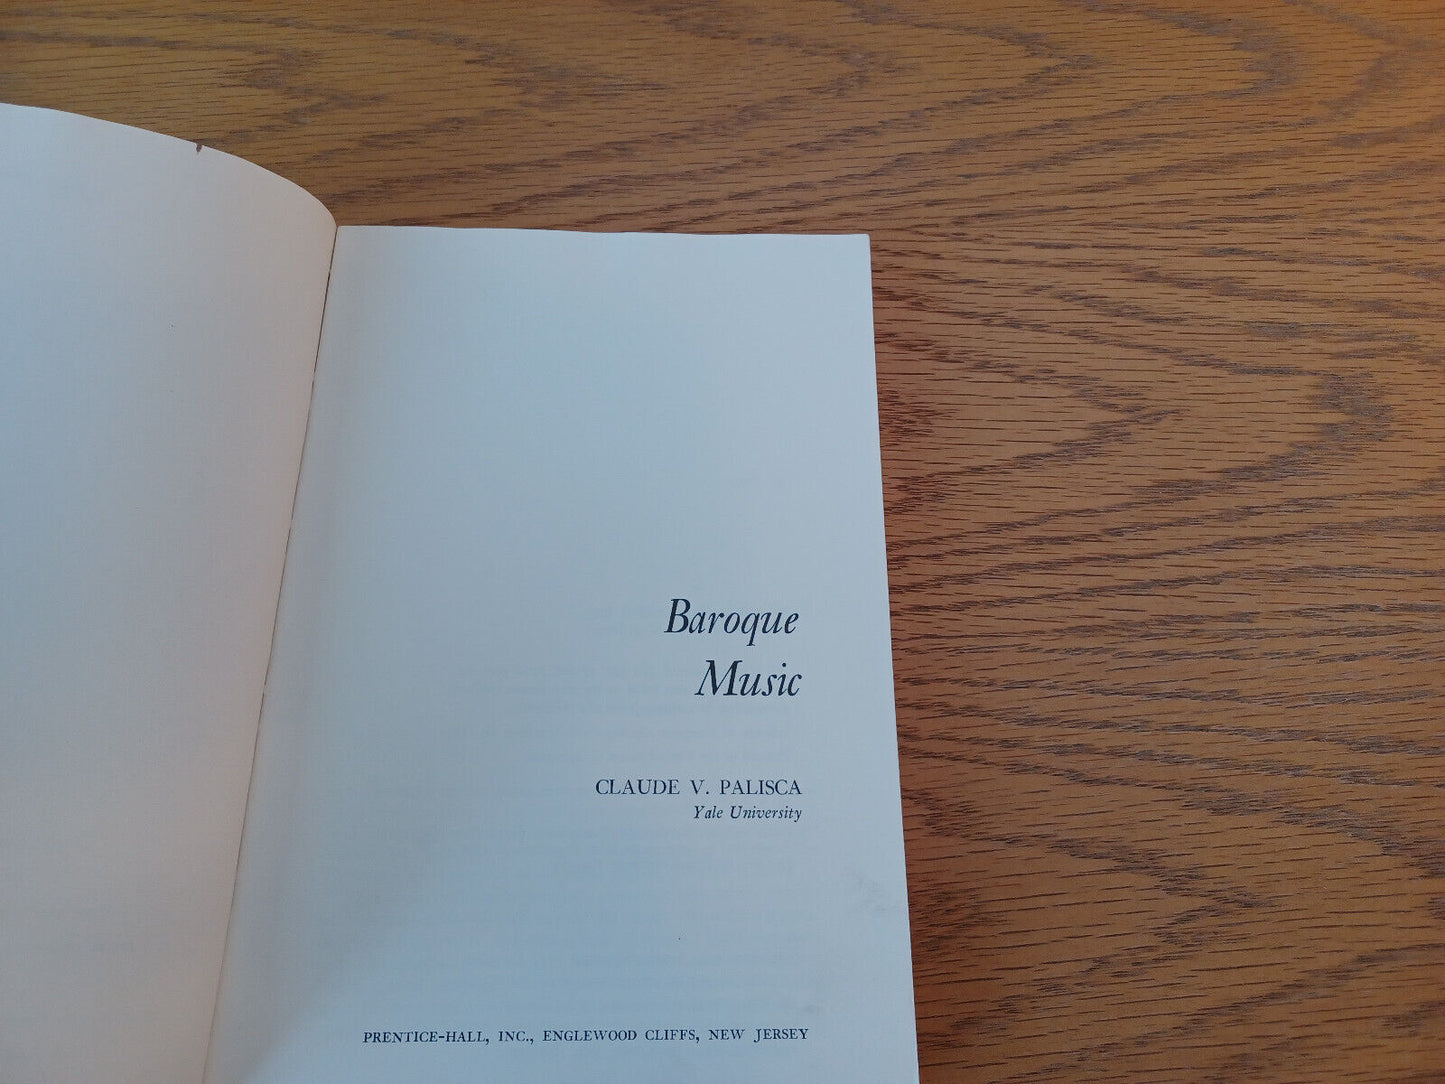 Baroque
Music
CLAUDE V. PALISCA
Yale University
PRENTICE-HALL, INC., ENGLEWOOD CLIFFS, NEW JERSEY